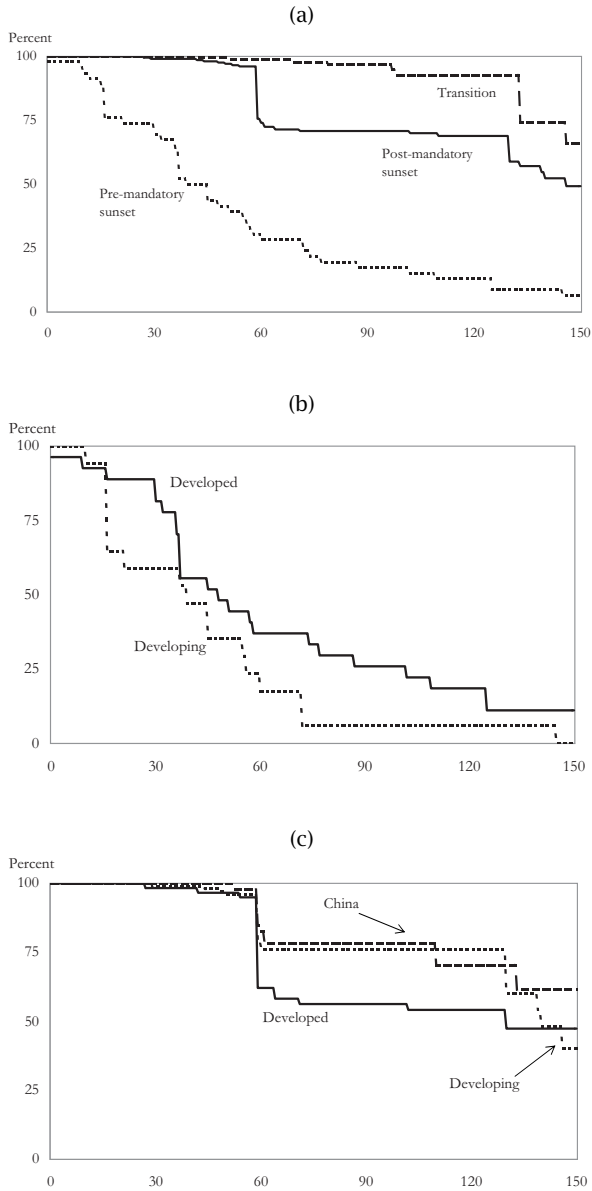 (a)
Percent
100
75
50
25
0
Transition
Post-mandatory
sunset
Pre-mandatory
sunset
0 30 60 90 120 150
(b)
Percent
100
75
50
25
0
Developed
Developing
0 30 60 90 120 150
(c)
Percent
100
75
50
25
0
China
Developed
Developing
0 30 60 90 120 150